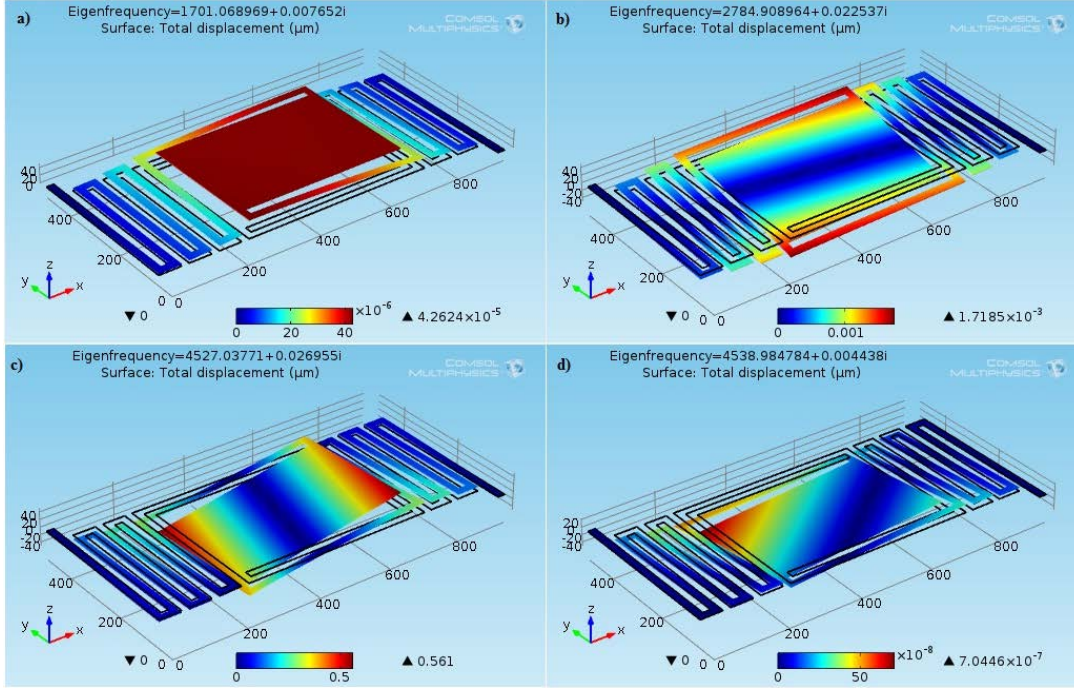 a)
Eigenfrequency=1701.068969+0.007652i
Surface: Total displacement (µm)
COMSOL
MULTIPHYSICS
40
20
0
400
200
0
0
200
400
600
800
z
y
x
▼ 0
0
20
40
×10⁻⁶
▲ 4.2624×10⁻⁵
b)
Eigenfrequency=2784.908964+0.022537i
Surface: Total displacement (µm)
COMSOL
MULTIPHYSICS
40
20
0
-40
400
200
0
0
200
400
600
800
z
y
x
▼ 0
0
0.001
▲ 1.7185×10⁻³
c)
Eigenfrequency=4527.03771+0.026955i
Surface: Total displacement (µm)
COMSOL
MULTIPHYSICS
40
20
0
-40
400
200
0
0
200
400
600
800
z
y
x
▼ 0
0
0.5
▲ 0.561
d)
Eigenfrequency=4538.984784+0.004438i
Surface: Total displacement (µm)
COMSOL
MULTIPHYSICS
20
0
-20
400
200
0
0
200
400
600
800
z
y
x
▼ 0
0
50
×10⁻⁸
▲ 7.0446×10⁻⁷